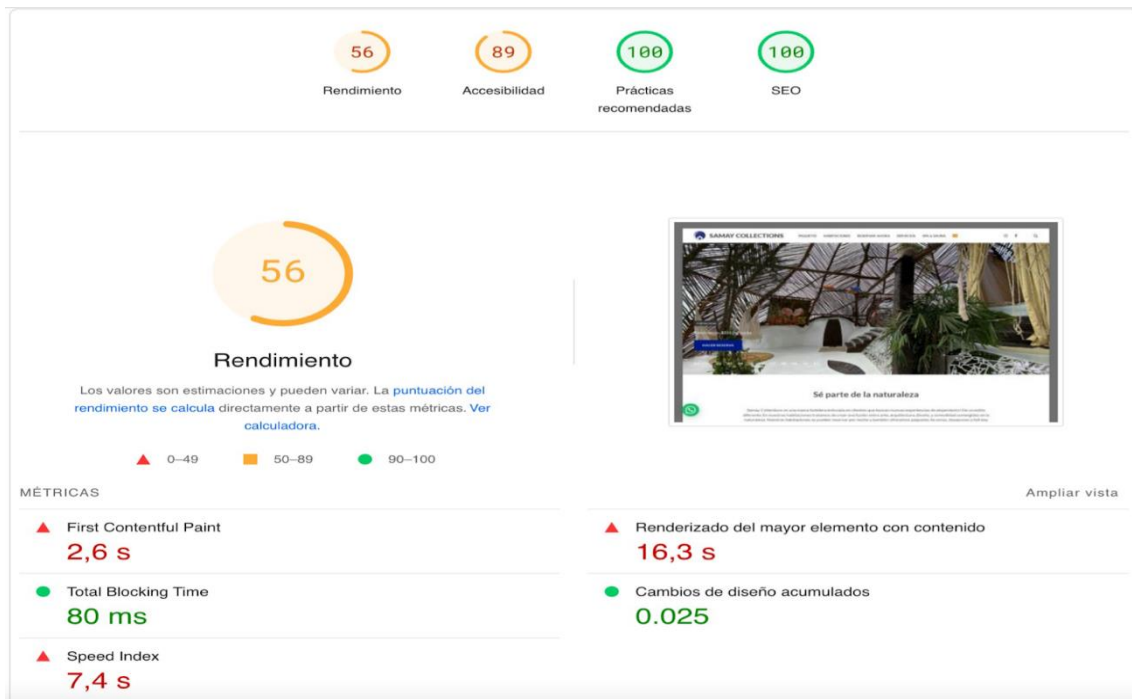 56
89
100
100
Rendimiento
Accesibilidad
Prácticas
recomendadas
SEO
56
Rendimiento
Los valores son estimaciones y pueden variar. La puntuación del
rendimiento se calcula directamente a partir de estas métricas. Ver
calculadora.
0–49
50–89
90–100
SAMAY COLLECTIONS
Sé parte de la naturaleza
MÉTRICAS
Ampliar vista
First Contentful Paint
2,6 s
Renderizado del mayor elemento con contenido
16,3 s
Total Blocking Time
80 ms
Cambios de diseño acumulados
0.025
Speed Index
7,4 s